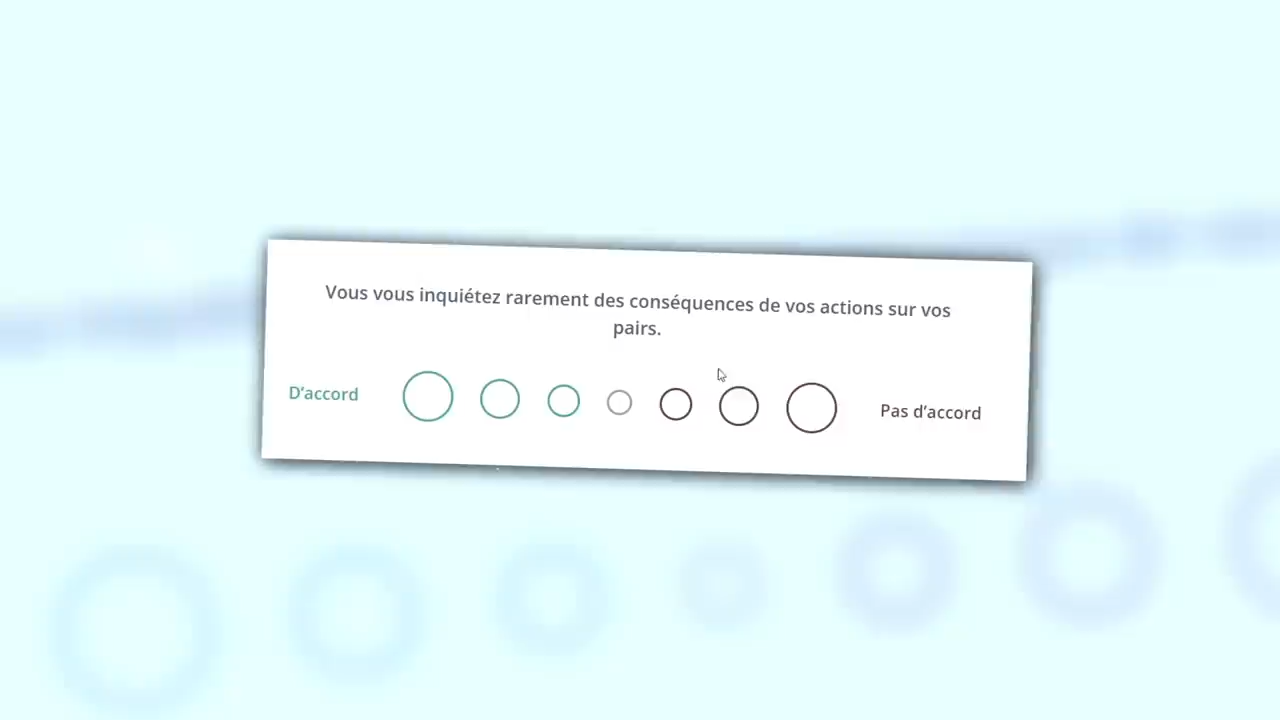 Vous vous inquiétez rarement des conséquences de vos actions sur vos
pairs.
D’accord
Pas d’accord